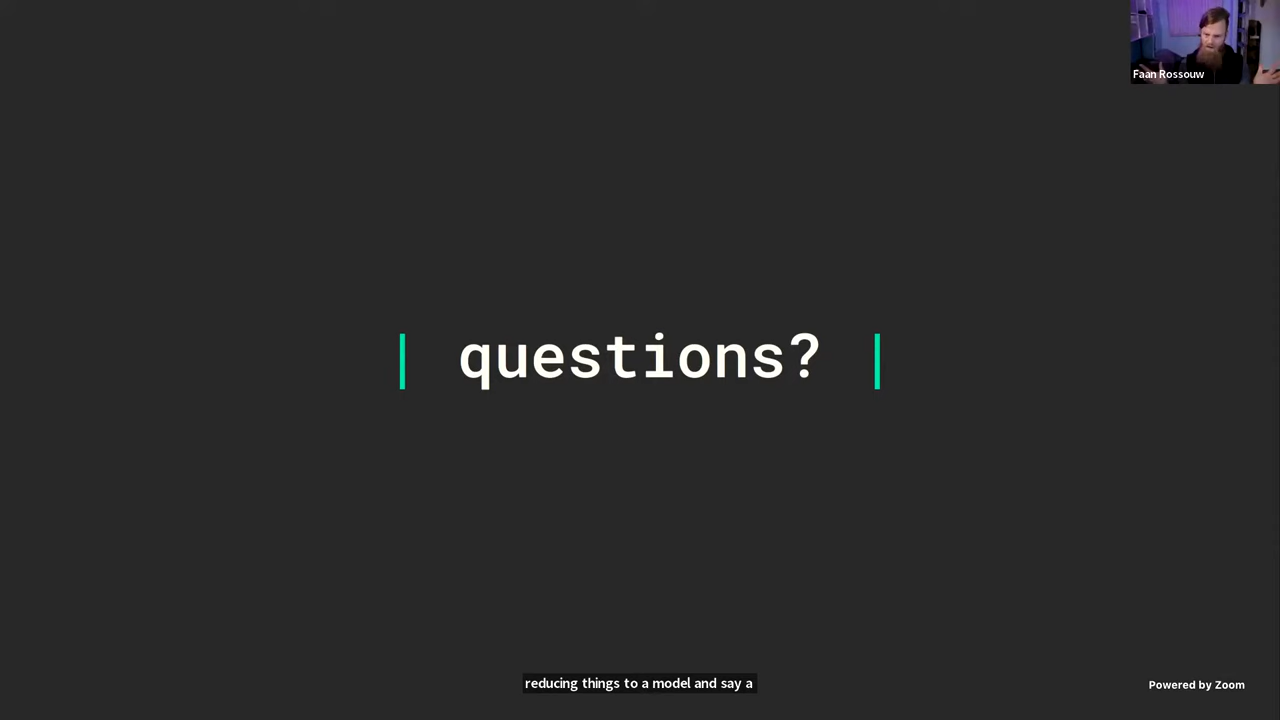 Faan Rossouw
| questions? |
reducing things to a model and say a
Powered by Zoom